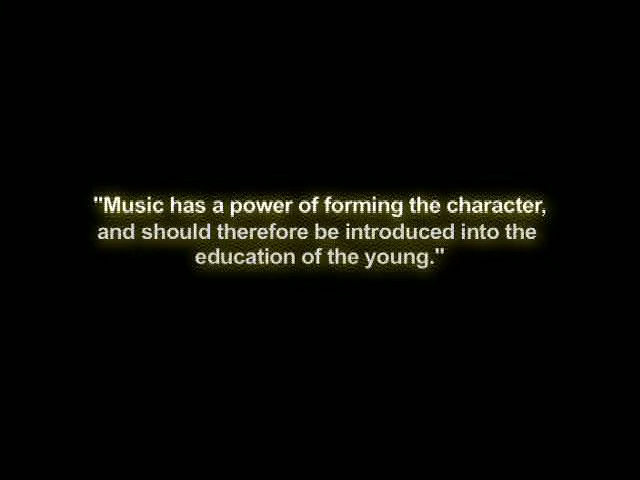 "Music has a power of forming the character,
and should therefore be introduced into the
education of the young."